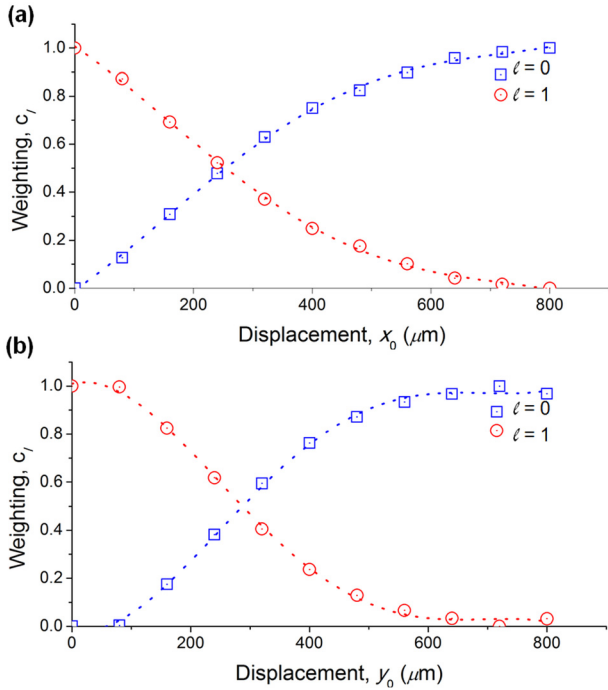 (a)
1.0
0.8
0.6
0.4
0.2
0.0
Weighting, c_l
ℓ = 0
ℓ = 1
0 200 400 600 800
Displacement, x_0 (μm)
(b)
1.0
0.8
0.6
0.4
0.2
0.0
Weighting, c_l
ℓ = 0
ℓ = 1
0 200 400 600 800
Displacement, y_0 (μm)